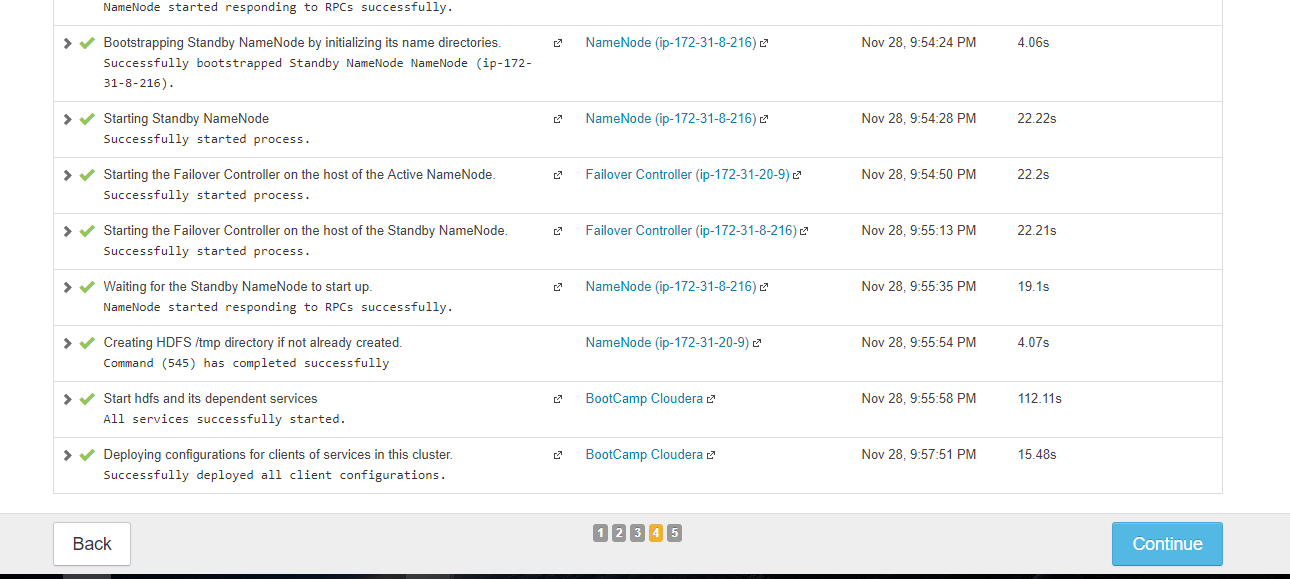 NameNode started responding to RPCs successfully.
Bootstrapping Standby NameNode by initializing its name directories. NameNode (ip-172-31-8-216) Nov 28, 9:54:24 PM 4.06s
Successfully bootstrapped Standby NameNode NameNode (ip-172-
31-8-216).
Starting Standby NameNode NameNode (ip-172-31-8-216) Nov 28, 9:54:28 PM 22.22s
Successfully started process.
Starting the Failover Controller on the host of the Active NameNode. Failover Controller (ip-172-31-20-9) Nov 28, 9:54:50 PM 22.2s
Successfully started process.
Starting the Failover Controller on the host of the Standby NameNode. Failover Controller (ip-172-31-8-216) Nov 28, 9:55:13 PM 22.21s
Successfully started process.
Waiting for the Standby NameNode to start up. NameNode (ip-172-31-8-216) Nov 28, 9:55:35 PM 19.1s
NameNode started responding to RPCs successfully.
Creating HDFS /tmp directory if not already created. NameNode (ip-172-31-20-9) Nov 28, 9:55:54 PM 4.07s
Command (545) has completed successfully
Start hdfs and its dependent services BootCamp Cloudera Nov 28, 9:55:58 PM 112.11s
All services successfully started.
Deploying configurations for clients of services in this cluster. BootCamp Cloudera Nov 28, 9:57:51 PM 15.48s
Successfully deployed all client configurations.
Back 1 2 3 4 5 Continue